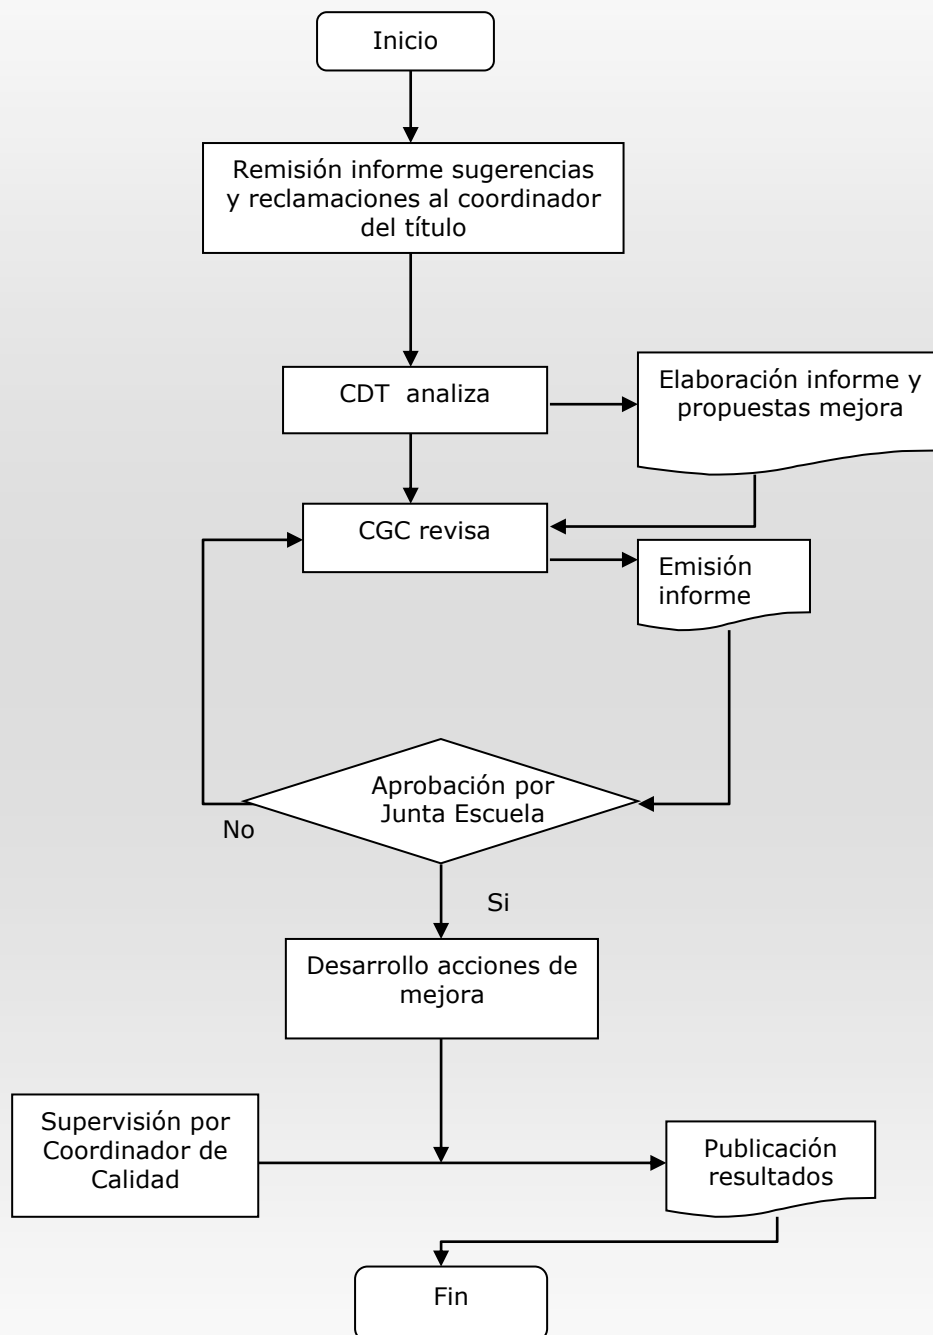 Inicio
Remisión informe sugerencias
y reclamaciones al coordinador
del título
CDT analiza
Elaboración informe y
propuestas mejora
CGC revisa
Emisión
informe
Aprobación por
Junta Escuela
No
Si
Desarrollo acciones de
mejora
Supervisión por
Coordinador de
Calidad
Publicación
resultados
Fin